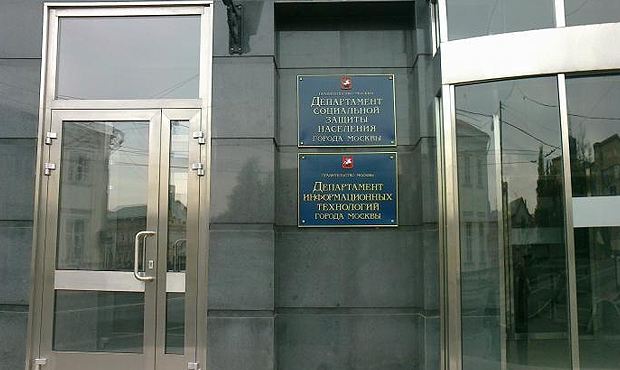 ПРАВИТЕЛЬСТВО МОСКВЫ
ДЕПАРТАМЕНТ
СОЦИАЛЬНОЙ
ЗАЩИТЫ
НАСЕЛЕНИЯ
ГОРОДА МОСКВЫ
ПРАВИТЕЛЬСТВО МОСКВЫ
ДЕПАРТАМЕНТ
ИНФОРМАЦИОННЫХ
ТЕХНОЛОГИЙ
ГОРОДА МОСКВЫ